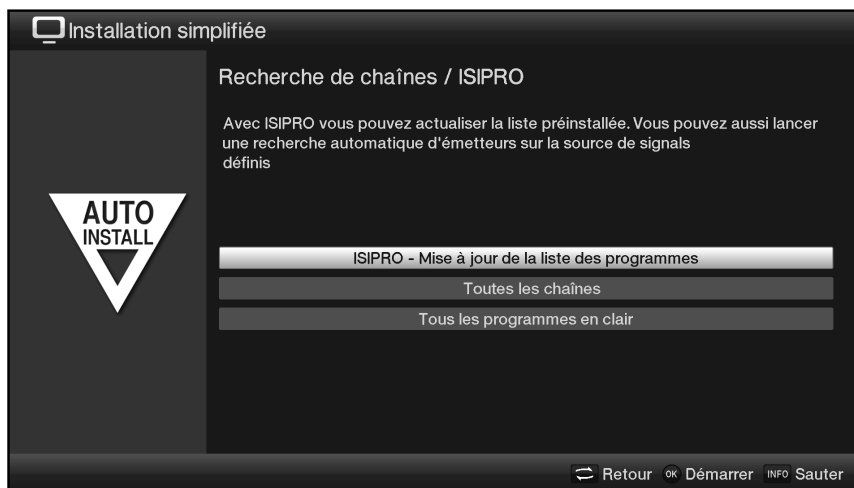 Installation simplifiée
Recherche de chaînes / ISIPRO
Avec ISIPRO vous pouvez actualiser la liste préinstallée. Vous pouvez aussi lancer
une recherche automatique d'émetteurs sur la source de signals
définis
AUTO
INSTALL
ISIPRO - Mise à jour de la liste des programmes
Toutes les chaînes
Tous les programmes en clair
Retour OK Démarrer INFO Sauter